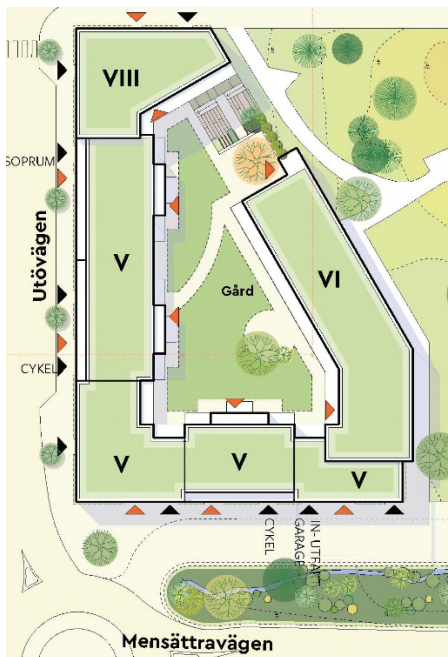 VIII
SOPRUM
Utövägen
V
VI
Gård
CYKEL
V
V
V
CYKEL
IN- UTFART
GARAGE
Mensättravägen